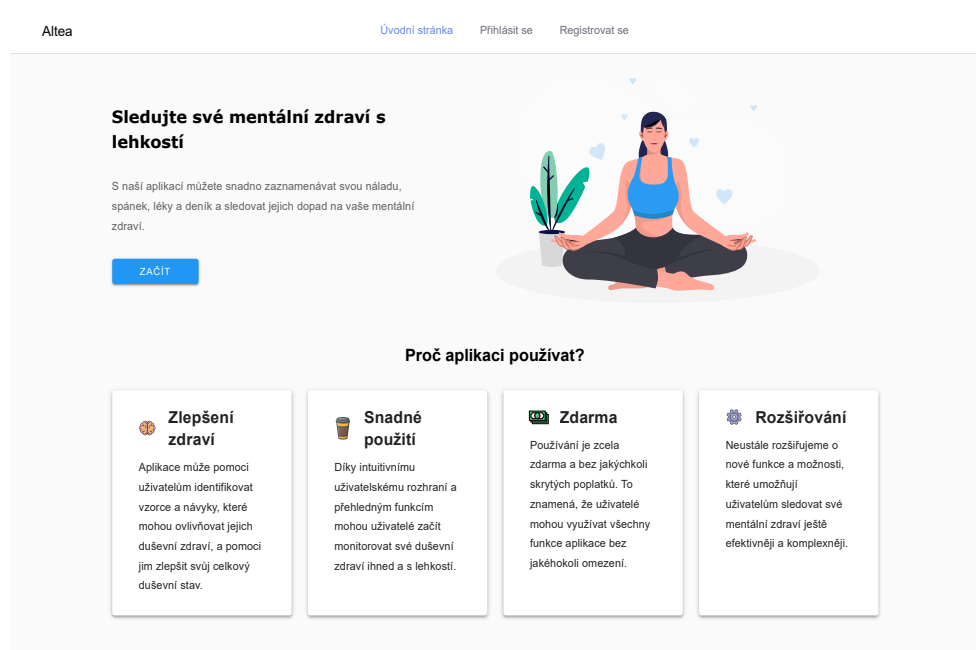 Altea
Úvodní stránka
Přihlásit se
Registrovat se
Sledujte své mentální zdraví s
lehkostí
S naší aplikací můžete snadno zaznamenávat svou náladu,
spánek, léky a deník a sledovat jejich dopad na vaše mentální
zdraví.
ZAČÍT
Proč aplikaci používat?
Zlepšení
zdraví
Aplikace může pomoci
uživatelům identifikovat
vzorce a návyky, které
mohou ovlivňovat jejich
duševní zdraví, a pomoci
jim zlepšit svůj celkový
duševní stav.
Snadné
použití
Díky intuitivnímu
uživatelskému rozhraní a
přehledným funkcím
mohou uživatelé začít
monitorovat své duševní
zdraví ihned a s lehkostí.
Zdarma
Používání je zcela
zdarma a bez jakýchkoli
skrytých poplatků. To
znamená, že uživatelé
mohou využívat všechny
funkce aplikace bez
jakéhokoli omezení.
Rozšiřování
Neustále rozšiřujeme o
nové funkce a možnosti,
které umožňují
uživatelům sledovat své
mentální zdraví ještě
efektivněji a komplexněji.